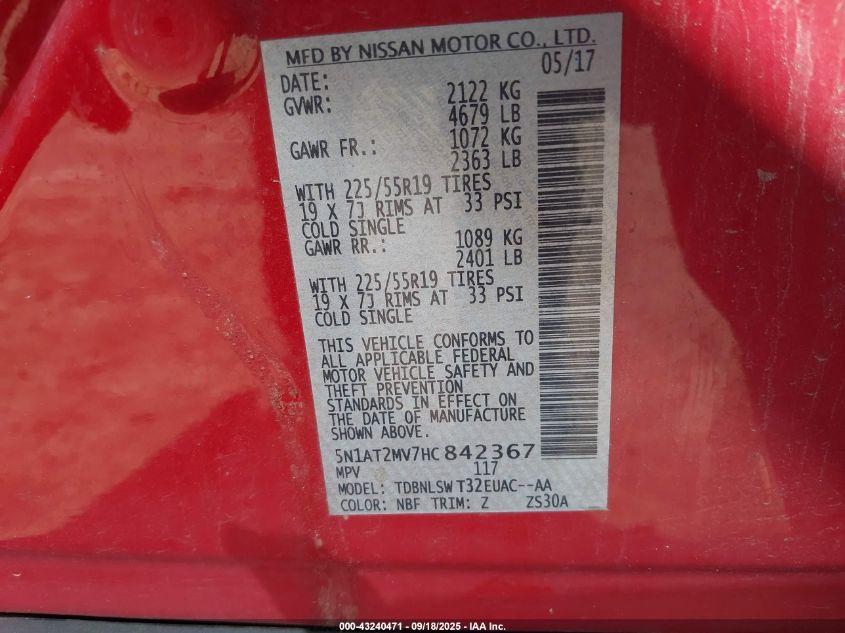 MFD BY NISSAN MOTOR CO., LTD.
DATE: 05/17
GVWR: 2122 KG
4679 LB
GAWR FR.: 1072 KG
2363 LB
WITH 225/55R19 TIRES
19 X 7J RIMS AT 33 PSI
COLD SINGLE
GAWR RR.: 1089 KG
2401 LB
WITH 225/55R19 TIRES
19 X 7J RIMS AT 33 PSI
COLD SINGLE
THIS VEHICLE CONFORMS TO
ALL APPLICABLE FEDERAL
MOTOR VEHICLE SAFETY AND
THEFT PREVENTION
STANDARDS IN EFFECT ON
THE DATE OF MANUFACTURE
SHOWN ABOVE.
5N1AT2MV7HC842367
MPV 117
MODEL: TDBNLSW T32EUAC--AA
COLOR: NBF TRIM: Z ZS30A
000-43240471 - 09/18/2025 - IAA Inc.